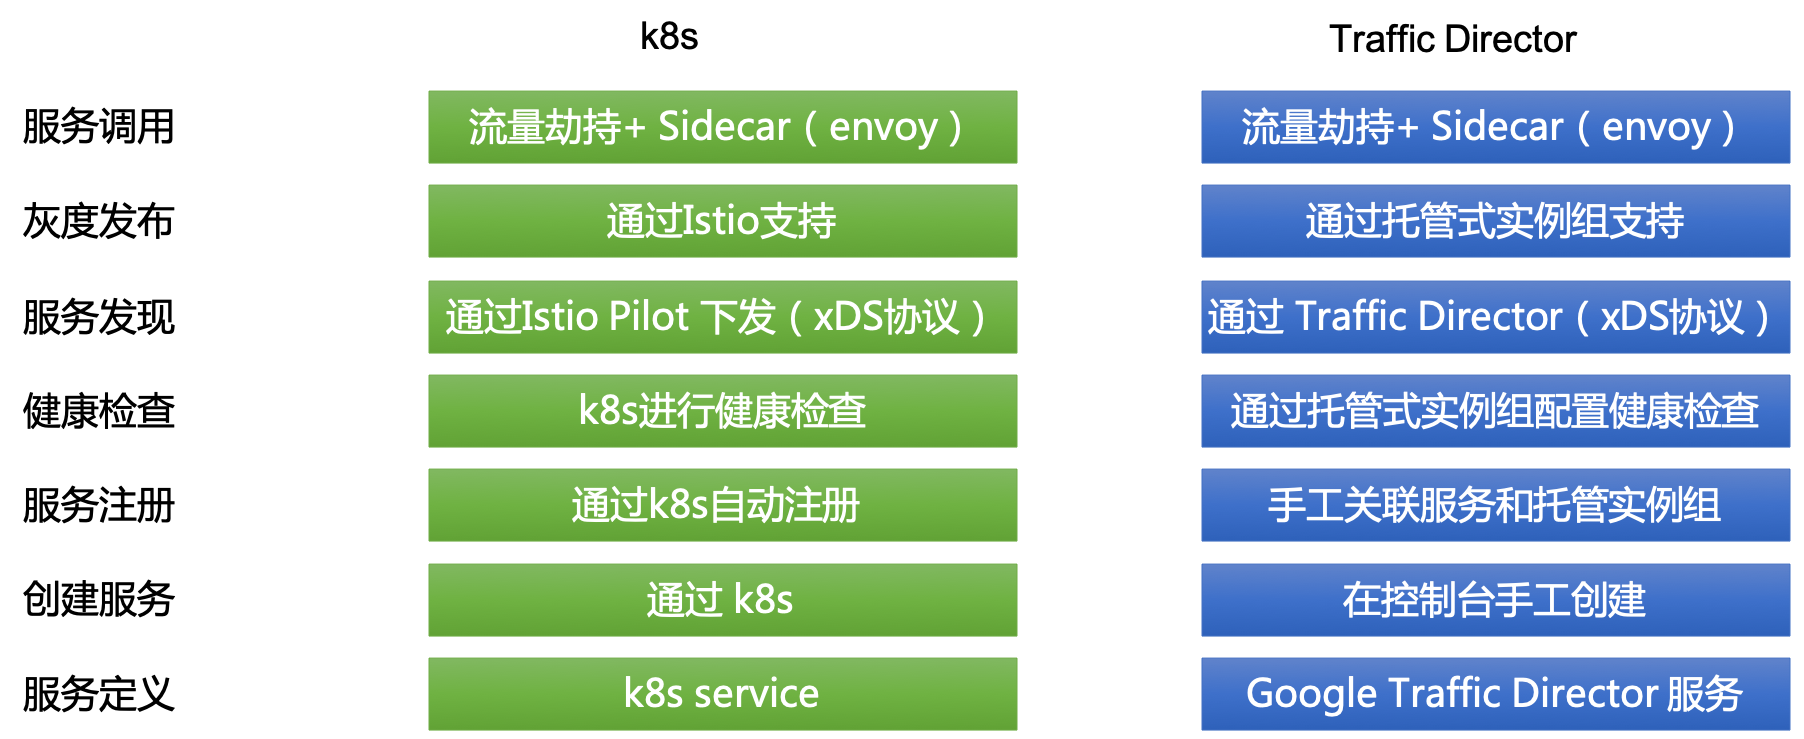 k8s
Traffic Director
服务调用
流量劫持+ Sidecar（envoy）
流量劫持+ Sidecar（envoy）
灰度发布
通过Istio支持
通过托管式实例组支持
服务发现
通过Istio Pilot 下发（xDS协议）
通过 Traffic Director（xDS协议）
健康检查
k8s进行健康检查
通过托管式实例组配置健康检查
服务注册
通过k8s自动注册
手工关联服务和托管实例组
创建服务
通过 k8s
在控制台手工创建
服务定义
k8s service
Google Traffic Director 服务